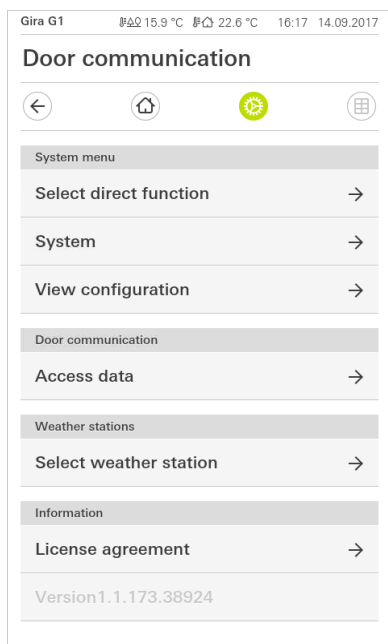 Gira G1 15.9 °C 22.6 °C 16:17 14.09.2017
Door communication
System menu
Select direct function
System
View configuration
Door communication
Access data
Weather stations
Select weather station
Information
License agreement
Version1.1.173.38924